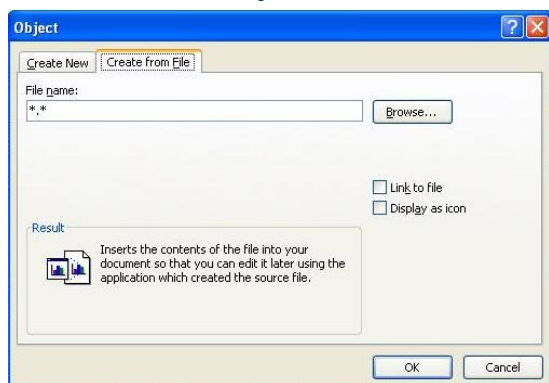 Object
Create New Create from File
File name:
*.*
Browse...
Link to file
Display as icon
Result
Inserts the contents of the file into your
document so that you can edit it later using the
application which created the source file.
OK Cancel